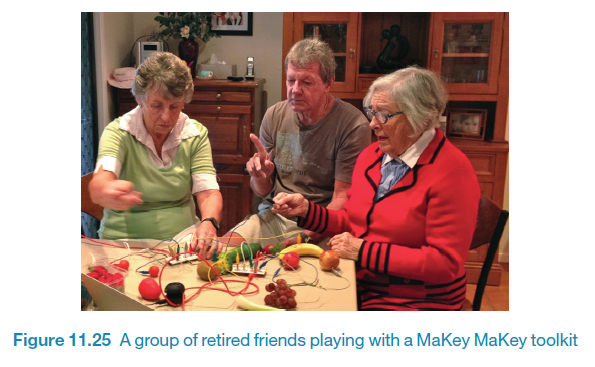 Figure 11.25 A group of retired friends playing with a MaKey MaKey toolkit